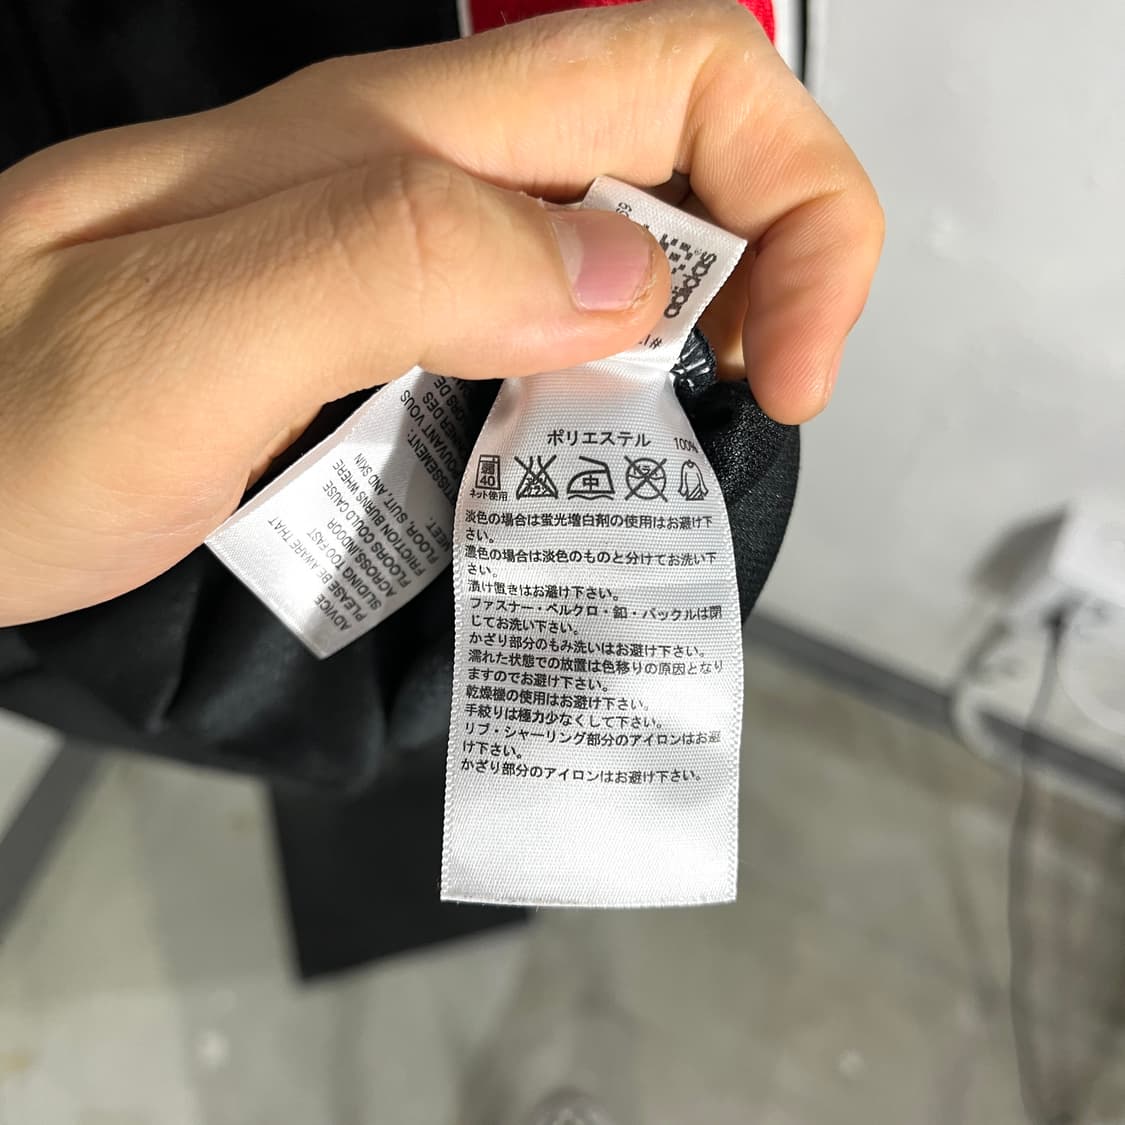 adidas
ポリエステル 100%
弱
40
ネット使用
中
淡色の場合は蛍光増白剤の使用はお避け下
さい。
濃色の場合は淡色のものと分けてお洗い下
さい。
漬け置きはお避け下さい。
ファスナー・ベルクロ・釦・バックルは閉
じてお洗い下さい。
かざり部分のもみ洗いはお避け下さい。
濡れた状態での放置は色移りの原因となり
ますのでお避け下さい。
乾燥機の使用はお避け下さい。
手絞りは極力少なくして下さい。
リブ・シャーリング部分のアイロンはお避
け下さい。
かざり部分のアイロンはお避け下さい。
ADVICE
PLEASE BE AWARE THAT
SLIDING TOO FAST
ACROSS INDOOR
FLOORS COULD CAUSE
FRICTION BURNS WHERE
FLOOR, SUIT, AND SKIN
MEET.
TISSEMENT:
POUVANT VOUS